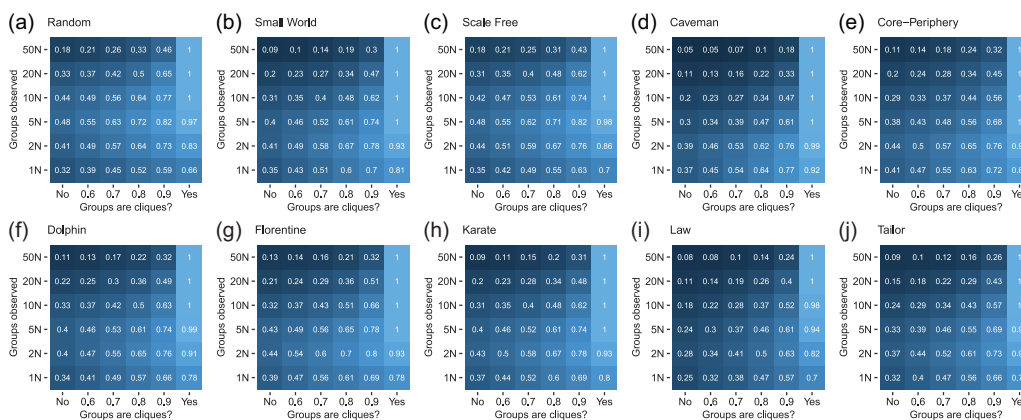 (a) Random
Groups observed
50N 0.18 0.21 0.26 0.33 0.46 1
20N 0.33 0.37 0.42 0.5 0.65 1
10N 0.44 0.49 0.56 0.64 0.77 1
5N 0.48 0.55 0.63 0.72 0.82 0.97
2N 0.41 0.49 0.57 0.64 0.73 0.83
1N 0.32 0.39 0.45 0.52 0.59 0.66
No 0.6 0.7 0.8 0.9 Yes
Groups are cliques?
(b) Small World
Groups observed
50N 0.09 0.1 0.14 0.19 0.3 1
20N 0.2 0.23 0.27 0.34 0.47 1
10N 0.31 0.35 0.4 0.48 0.62 1
5N 0.4 0.46 0.52 0.61 0.74 1
2N 0.41 0.49 0.58 0.67 0.78 0.93
1N 0.35 0.43 0.51 0.6 0.7 0.81
No 0.6 0.7 0.8 0.9 Yes
Groups are cliques?
(c) Scale Free
Groups observed
50N 0.18 0.21 0.25 0.31 0.43 1
20N 0.31 0.35 0.4 0.48 0.62 1
10N 0.42 0.47 0.53 0.61 0.74 1
5N 0.48 0.55 0.62 0.71 0.82 0.98
2N 0.44 0.51 0.59 0.67 0.76 0.86
1N 0.35 0.42 0.49 0.55 0.63 0.7
No 0.6 0.7 0.8 0.9 Yes
Groups are cliques?
(d) Caveman
Groups observed
50N 0.05 0.05 0.07 0.1 0.18 1
20N 0.11 0.13 0.16 0.22 0.33 1
10N 0.2 0.23 0.27 0.34 0.47 1
5N 0.3 0.34 0.39 0.47 0.61 1
2N 0.39 0.46 0.53 0.62 0.76 0.99
1N 0.37 0.45 0.54 0.64 0.77 0.92
No 0.6 0.7 0.8 0.9 Yes
Groups are cliques?
(e) Core−Periphery
Groups observed
50N 0.11 0.14 0.18 0.24 0.32 1
20N 0.2 0.24 0.28 0.34 0.45 1
10N 0.29 0.33 0.37 0.44 0.56 1
5N 0.38 0.43 0.48 0.56 0.68 1
2N 0.44 0.5 0.57 0.65 0.76
1N 0.41 0.47 0.55 0.63 0.72
No 0.6 0.7 0.8 0.9 Yes
Groups are cliques?
(f) Dolphin
Groups observed
50N 0.11 0.13 0.17 0.22 0.32 1
20N 0.22 0.25 0.3 0.36 0.49 1
10N 0.33 0.37 0.42 0.5 0.63 1
5N 0.4 0.46 0.53 0.61 0.74 0.99
2N 0.4 0.47 0.55 0.65 0.76 0.91
1N 0.34 0.41 0.49 0.57 0.66 0.78
No 0.6 0.7 0.8 0.9 Yes
Groups are cliques?
(g) Florentine
Groups observed
50N 0.13 0.14 0.16 0.21 0.32 1
20N 0.21 0.24 0.29 0.36 0.51 1
10N 0.32 0.37 0.43 0.51 0.66 1
5N 0.43 0.49 0.56 0.65 0.78 1
2N 0.44 0.54 0.6 0.7 0.8 0.93
1N 0.39 0.47 0.56 0.61 0.69 0.78
No 0.6 0.7 0.8 0.9 Yes
Groups are cliques?
(h) Karate
Groups observed
50N 0.09 0.11 0.15 0.2 0.31 1
20N 0.2 0.23 0.28 0.34 0.48 1
10N 0.31 0.35 0.4 0.48 0.62 1
5N 0.4 0.46 0.52 0.61 0.74 1
2N 0.43 0.5 0.58 0.67 0.78 0.93
1N 0.37 0.44 0.52 0.6 0.69 0.8
No 0.6 0.7 0.8 0.9 Yes
Groups are cliques?
(i) Law
Groups observed
50N 0.08 0.08 0.1 0.14 0.24 1
20N 0.11 0.14 0.19 0.26 0.4 1
10N 0.18 0.22 0.28 0.37 0.52 0.98
5N 0.24 0.3 0.37 0.46 0.61 0.94
2N 0.28 0.34 0.41 0.5 0.63 0.82
1N 0.25 0.32 0.38 0.47 0.57 0.7
No 0.6 0.7 0.8 0.9 Yes
Groups are cliques?
(j) Tailor
Groups observed
50N 0.09 0.1 0.12 0.16 0.26 1
20N 0.15 0.18 0.22 0.29 0.43 1
10N 0.24 0.29 0.34 0.43 0.57 1
5N 0.33 0.39 0.46 0.55 0.69
2N 0.37 0.44 0.52 0.61 0.73
1N 0.32 0.4 0.47 0.56 0.66
No 0.6 0.7 0.8 0.9 Yes
Groups are cliques?